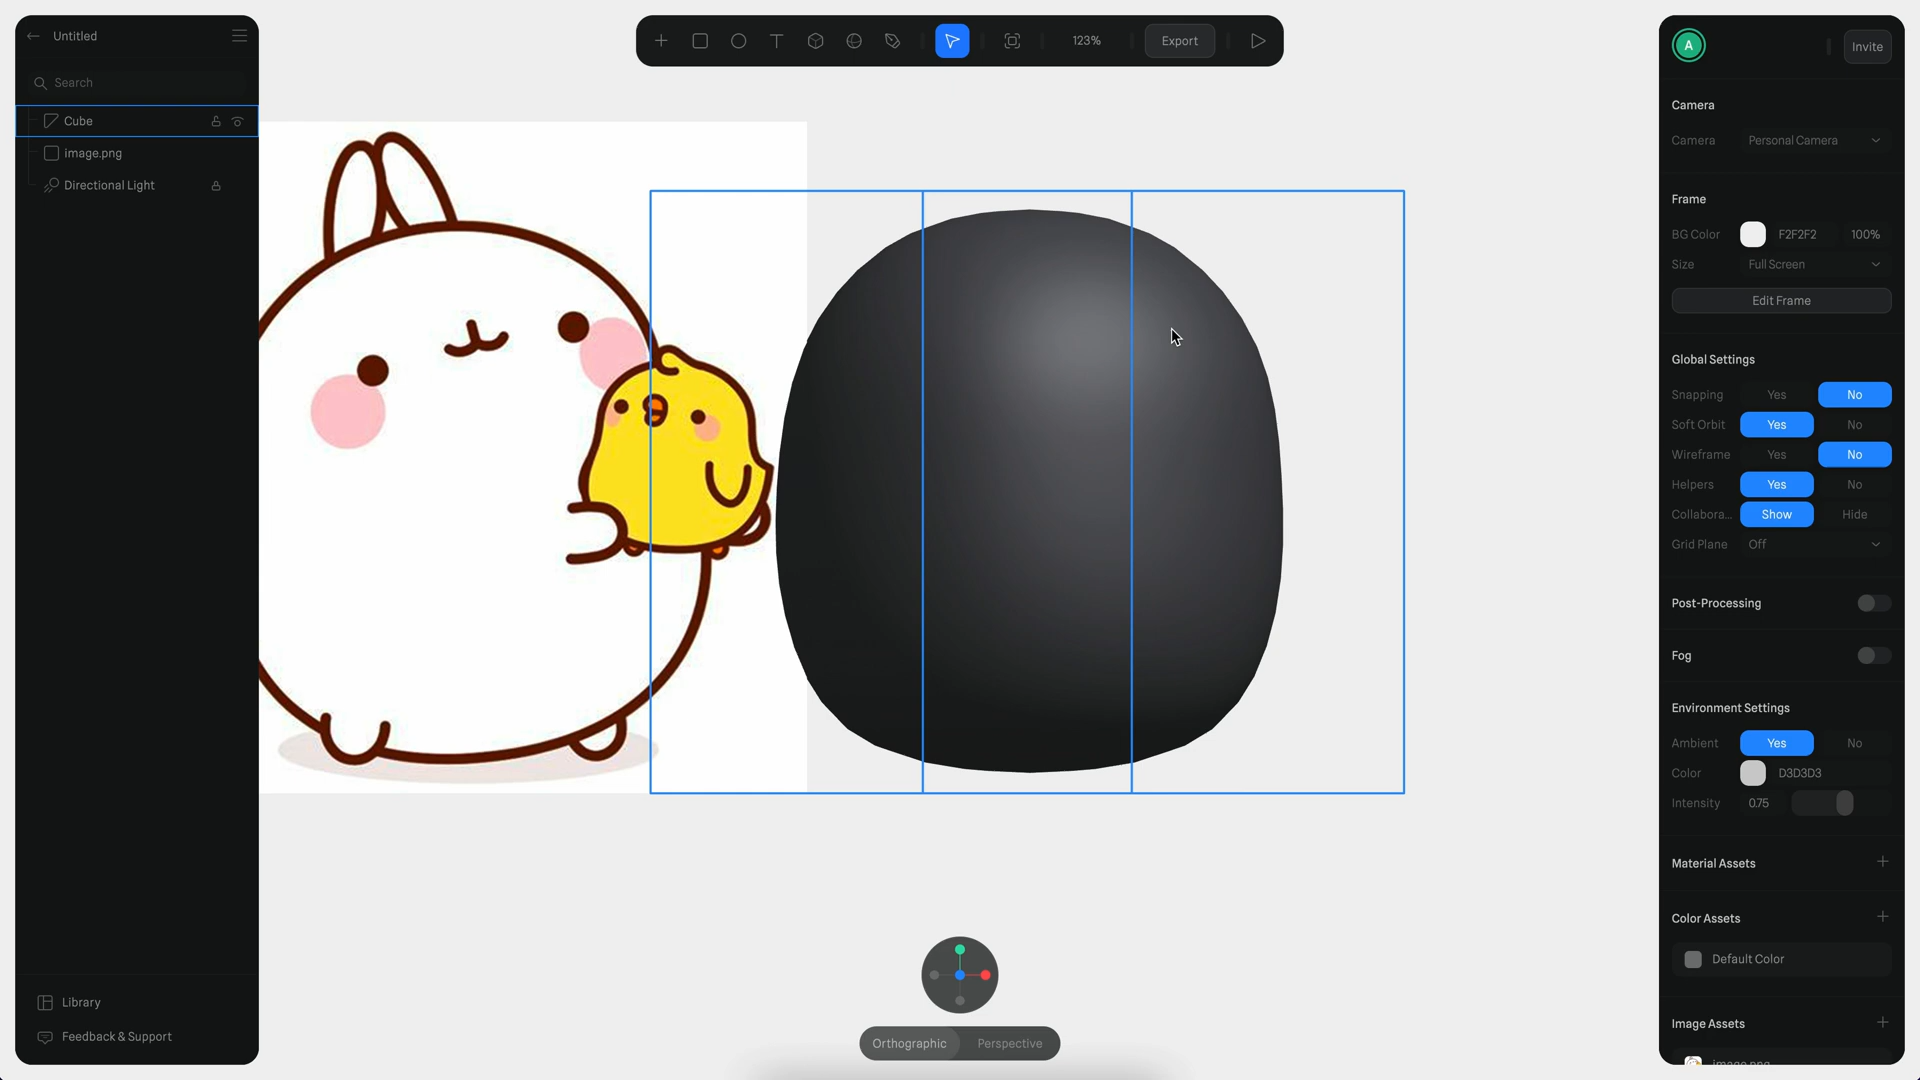 Untitled
Search
Cube
image.png
Directional Light
Library
Feedback & Support
T
123%
Export
A
Invite
Camera
Camera Personal Camera
Frame
BG Color F2F2F2 100%
Size Full Screen
Edit Frame
Global Settings
Snapping Yes No
Soft Orbit Yes No
Wireframe Yes No
Helpers Yes No
Collabora... Show Hide
Grid Plane Off
Post-Processing
Fog
Environment Settings
Ambient Yes No
Color D3D3D3
Intensity 0.75
Material Assets
Color Assets
Default Color
Image Assets
image.png
Orthographic Perspective